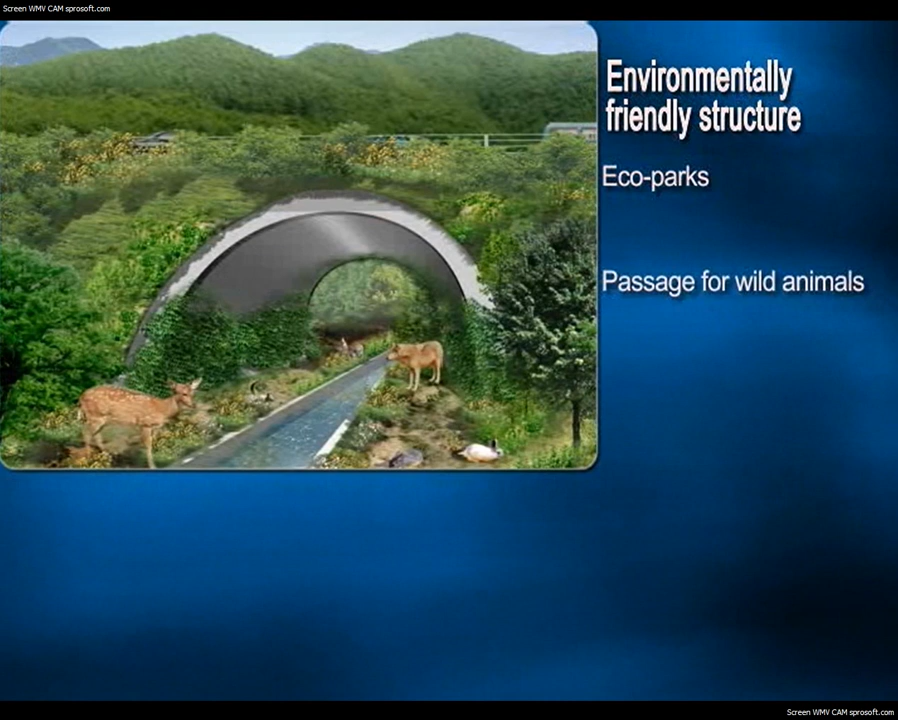 Screen WMV CAM sprosoft.com
Environmentally
friendly structure
Eco-parks
Passage for wild animals
Screen WMV CAM sprosoft.com